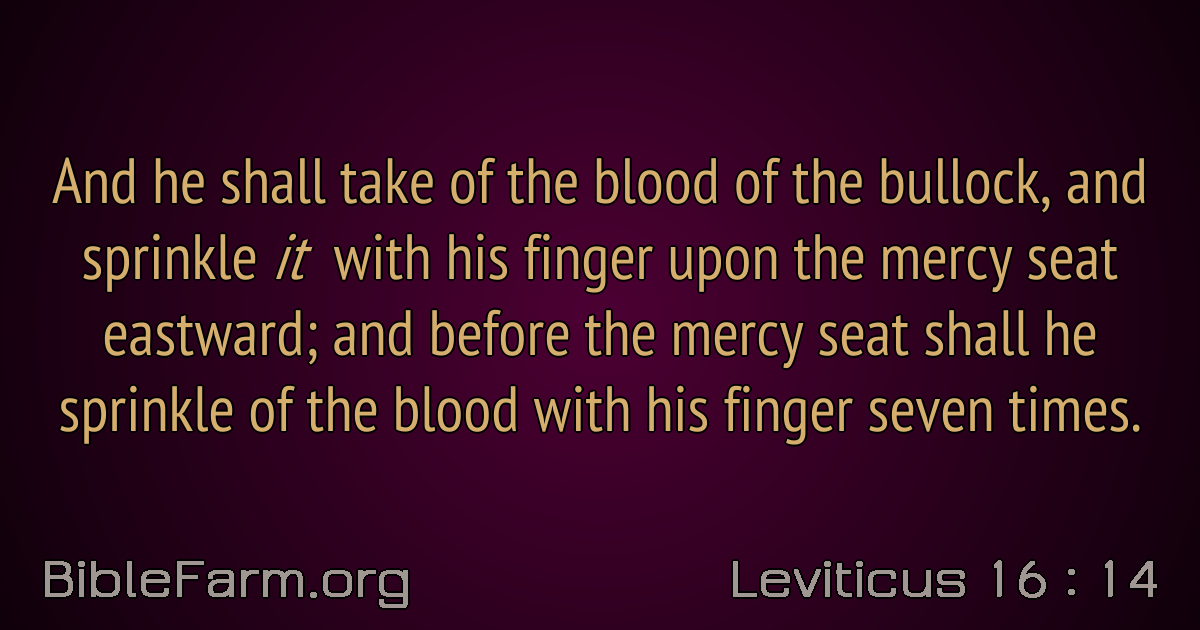 And he shall take of the blood of the bullock, and
sprinkle it with his finger upon the mercy seat
eastward; and before the mercy seat shall he
sprinkle of the blood with his finger seven times.
BibleFarm.org
Leviticus 16 : 14